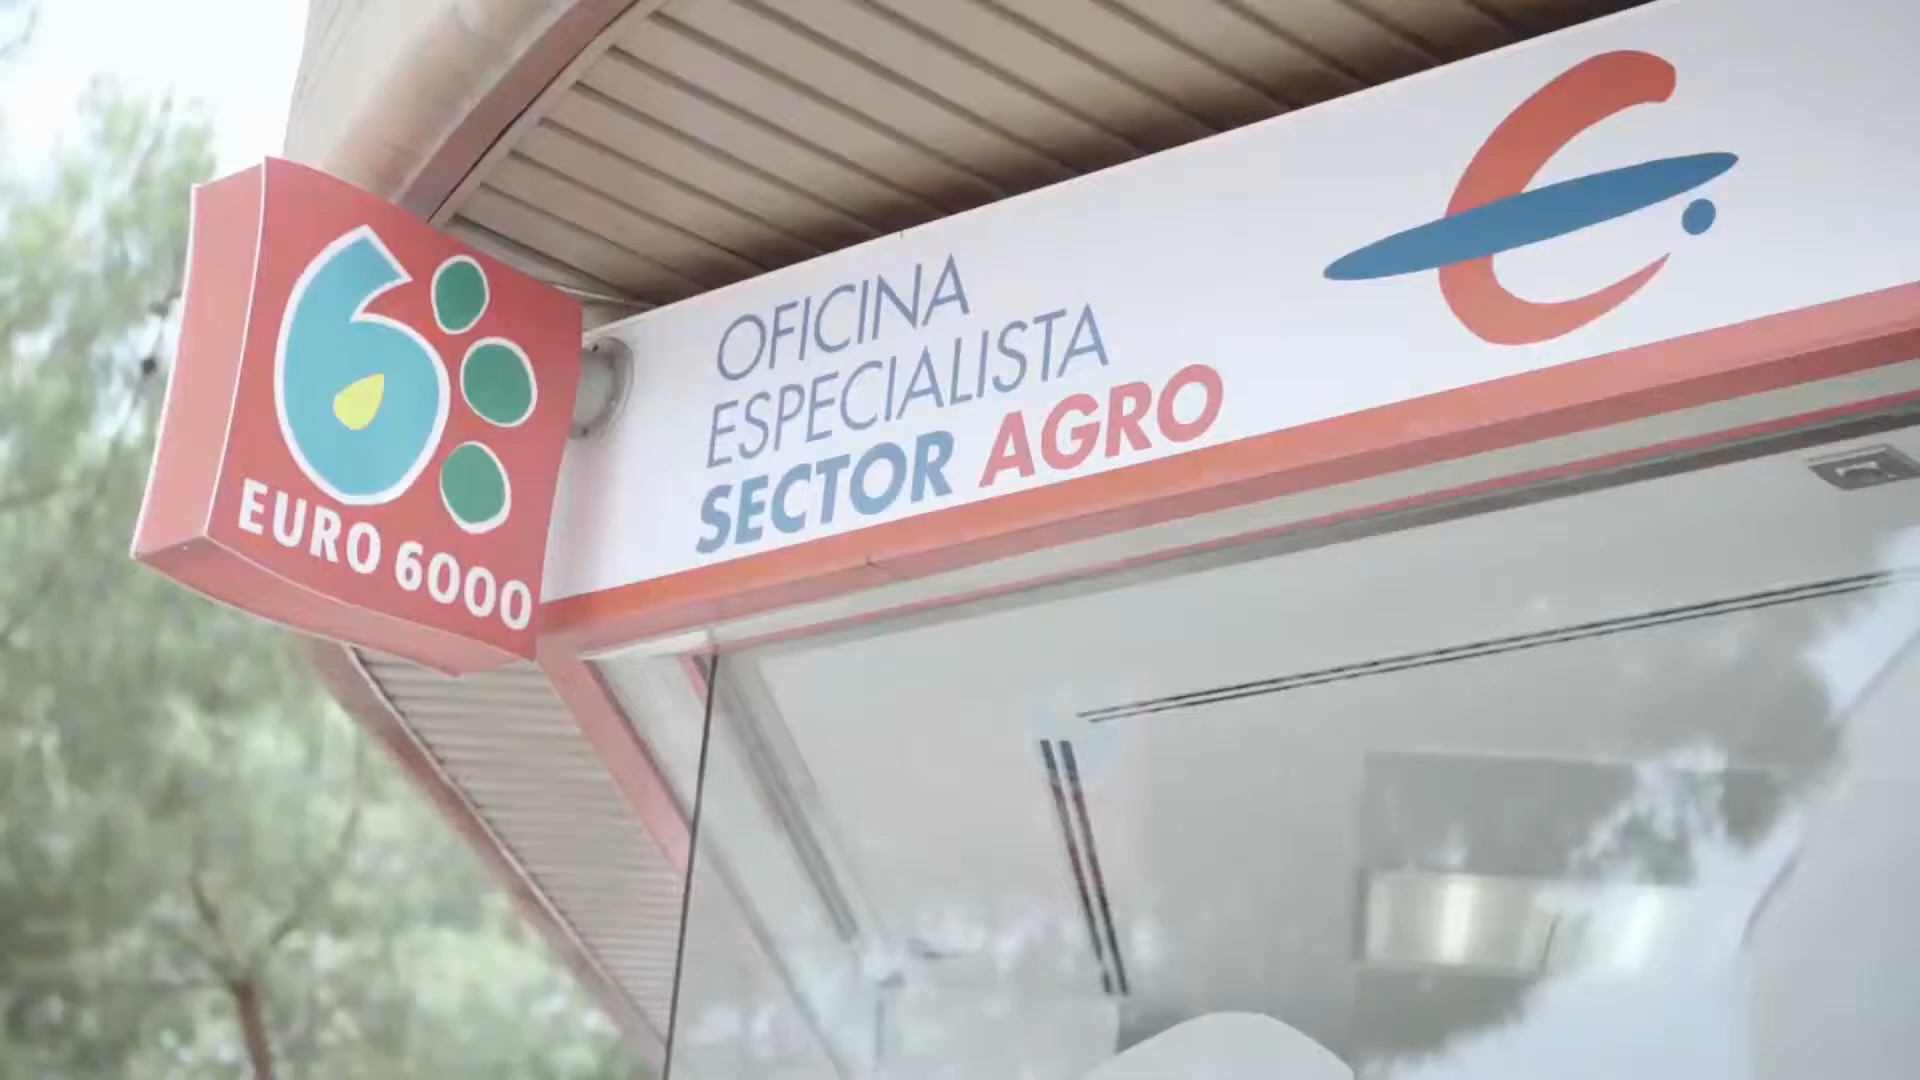 6
EURO 6000
OFICINA
ESPECIALISTA
SECTOR AGRO